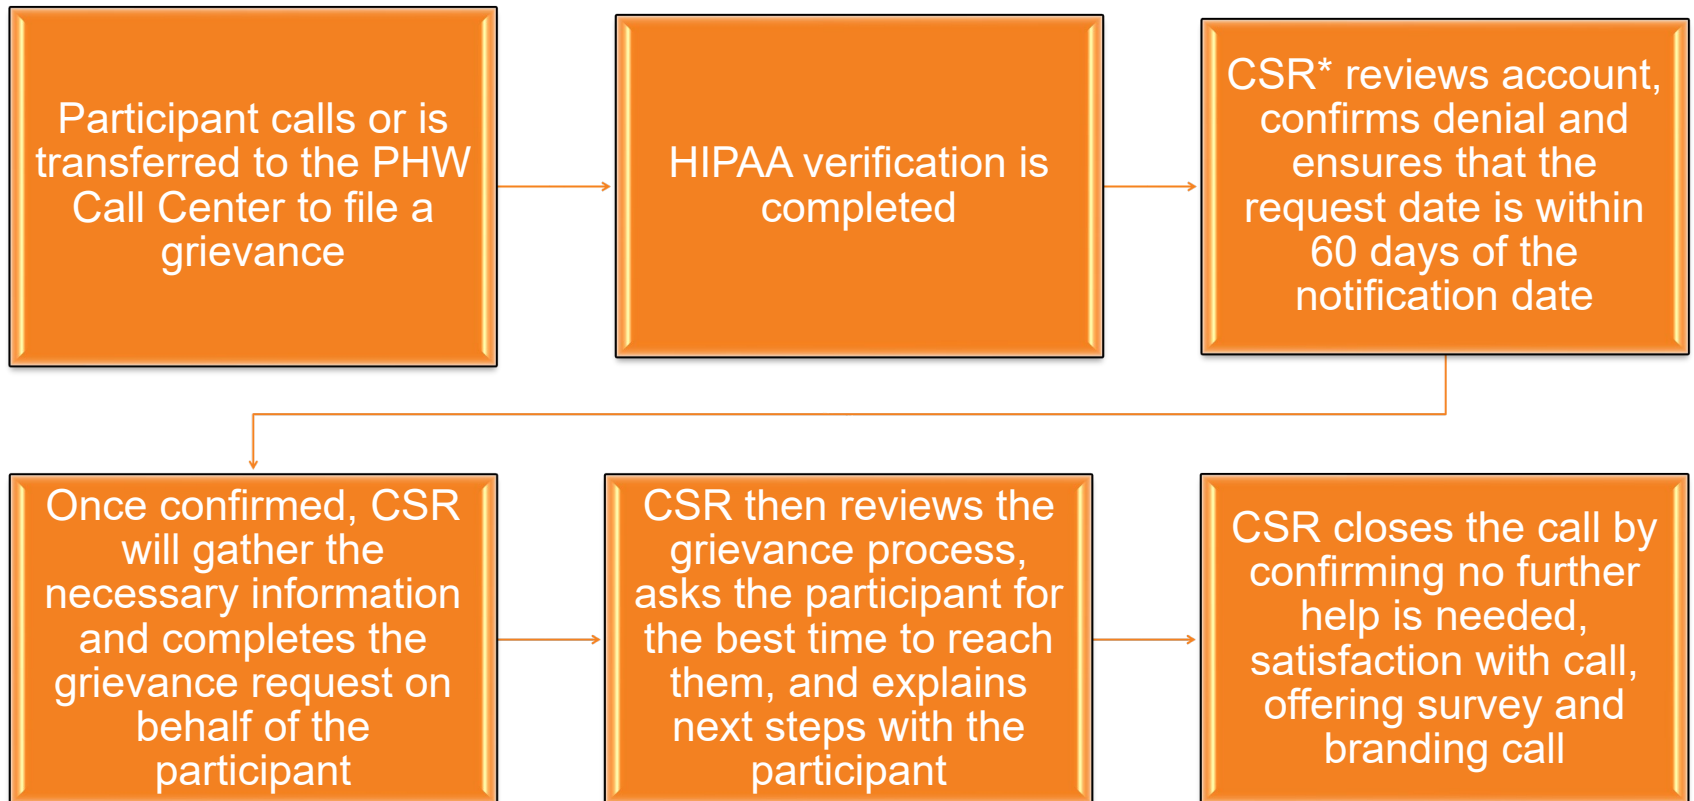 Participant calls or is
transferred to the PHW
Call Center to file a
grievance
HIPAA verification is
completed
CSR* reviews account,
confirms denial and
ensures that the
request date is within
60 days of the
notification date
Once confirmed, CSR
will gather the
necessary information
and completes the
grievance request on
behalf of the
participant
CSR then reviews the
grievance process,
asks the participant for
the best time to reach
them, and explains
next steps with the
participant
CSR closes the call by
confirming no further
help is needed,
satisfaction with call,
offering survey and
branding call